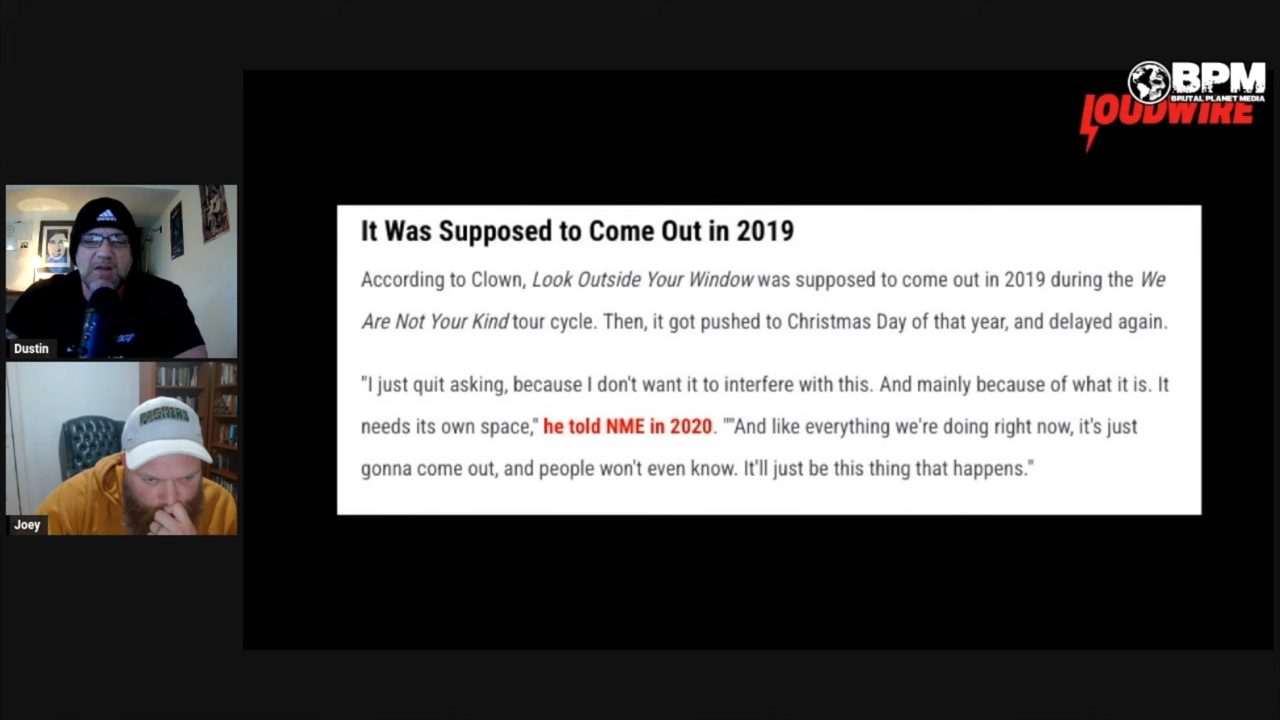 BPM
BRUTAL PLANET MEDIA
LOUDWIRE
It Was Supposed to Come Out in 2019
According to Clown, Look Outside Your Window was supposed to come out in 2019 during the We
Are Not Your Kind tour cycle. Then, it got pushed to Christmas Day of that year, and delayed again.
"I just quit asking, because I don't want it to interfere with this. And mainly because of what it is. It
needs its own space," he told NME in 2020. ""And like everything we're doing right now, it's just
gonna come out, and people won't even know. It'll just be this thing that happens."
Dustin
Joey